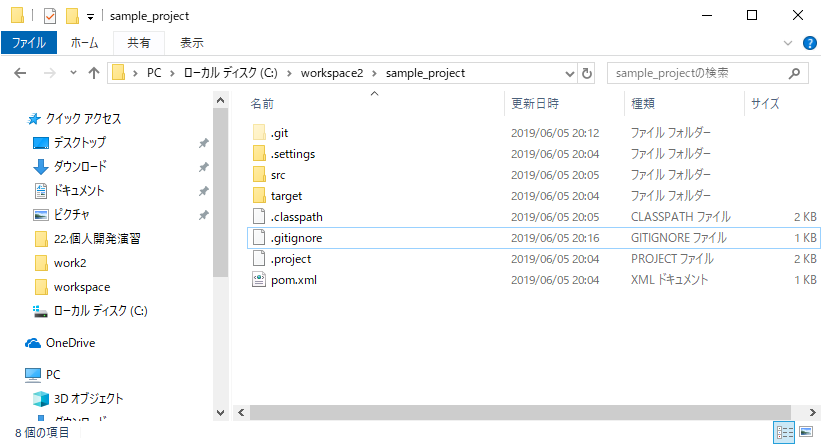 sample_project
ファイル ホーム 共有 表示
PC ローカル ディスク (C:) workspace2 sample_project sample_projectの検索
名前 更新日時 種類 サイズ
クイック アクセス
デスクトップ
ダウンロード
ドキュメント
ピクチャ
22.個人開発演習
work2
workspace
ローカル ディスク (C:)
OneDrive
PC
3D オブジェクト
ダウンロード
.git 2019/06/05 20:12 ファイル フォルダー
.settings 2019/06/05 20:04 ファイル フォルダー
src 2019/06/05 20:05 ファイル フォルダー
target 2019/06/05 20:04 ファイル フォルダー
.classpath 2019/06/05 20:05 CLASSPATH ファイル 2 KB
.gitignore 2019/06/05 20:16 GITIGNORE ファイル 1 KB
.project 2019/06/05 20:04 PROJECT ファイル 2 KB
pom.xml 2019/06/05 20:04 XML ドキュメント 1 KB
8 個の項目